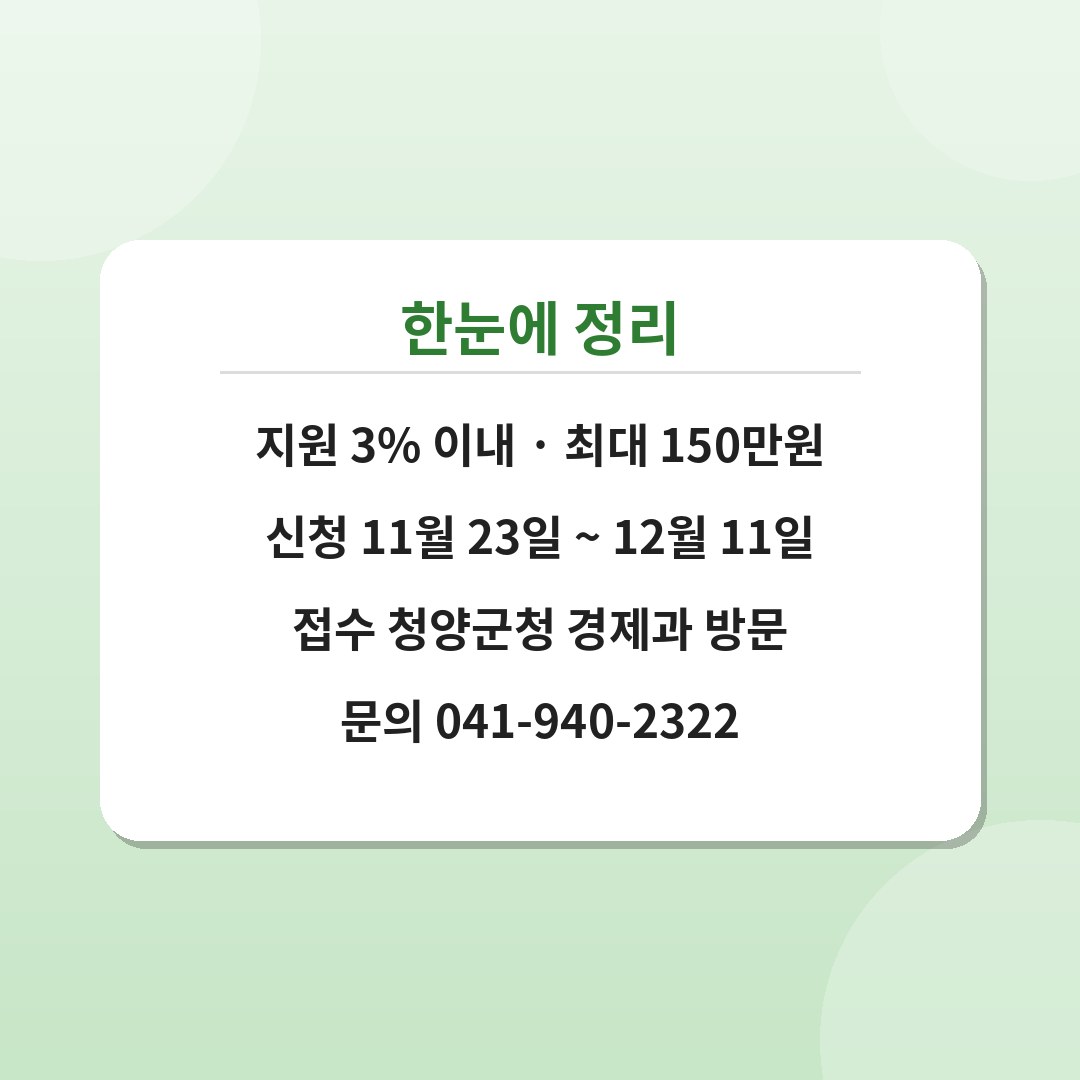 한눈에 정리
지원 3% 이내 · 최대 150만원
신청 11월 23일 ~ 12월 11일
접수 청양군청 경제과 방문
문의 041-940-2322